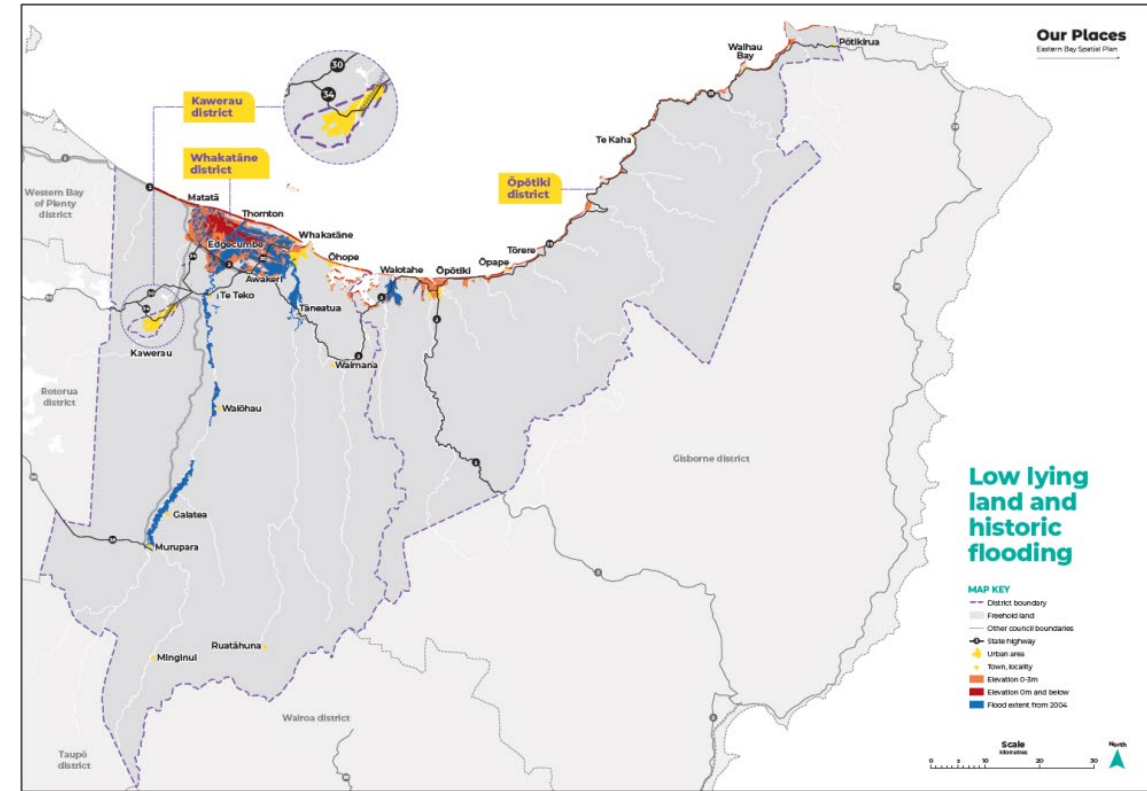 Our Places
Eastern Bay Spatial Plan
30
34
Kawerau
district
Whakatāne
district
Ōpōtiki
district
Waihau
Bay
Pōtikirua
Te Kaha
Western Bay
of Plenty
district
Matatā
Thornton
Whakatāne
Edgecumbe
Ōhope
Awakeri
Te Teko
Tāneatua
Waiotahe
Ōpōtiki
Ōpape
Tōrere
Kawerau
Waimana
Rotorua
district
Waiōhau
Galatea
Murupara
Ruatāhuna
Minginui
Gisborne district
Wairoa district
Taupō
district
Low lying
land and
historic
flooding
MAP KEY
District boundary
Freehold land
Other council boundaries
State highway
Urban area
Town, locality
Elevation 0-3m
Elevation 0m and below
Flood extent from 2004
Scale
kilometres
0 5 10 20 30
North